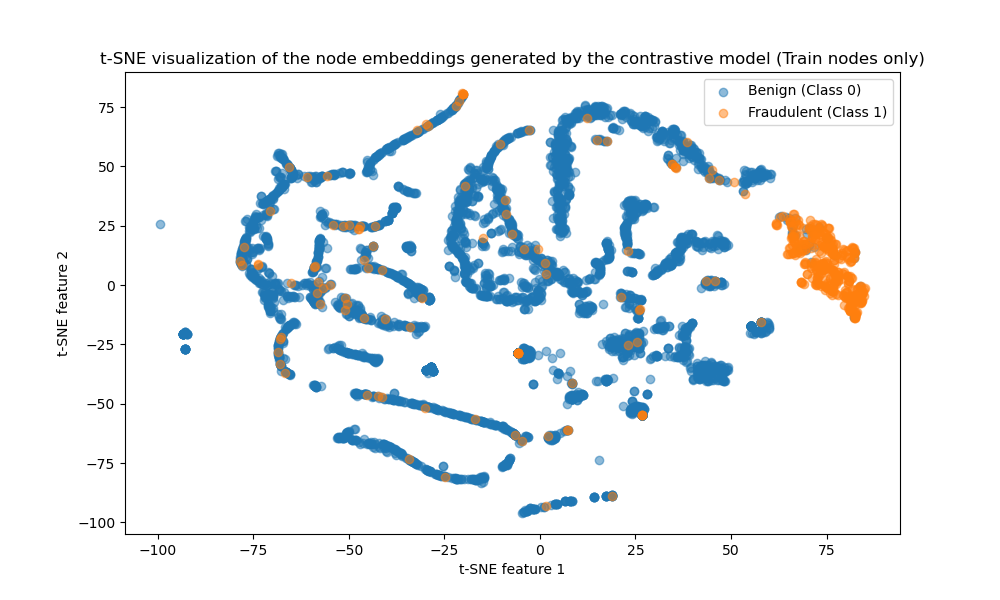 t-SNE visualization of the node embeddings generated by the contrastive model (Train nodes only)
Benign (Class 0)
Fraudulent (Class 1)
75
50
25
0
−25
−50
−75
−100
t-SNE feature 2
−100 −75 −50 −25 0 25 50 75
t-SNE feature 1